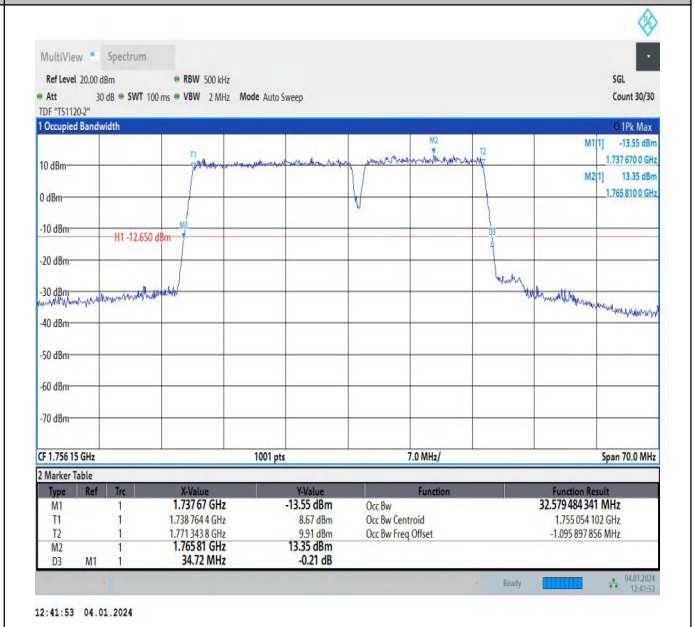 MultiView Spectrum
Ref Level 20.00 dBm RBW 500 kHz SGL
Att 30 dB SWT 100 ms VBW 2 MHz Mode Auto Sweep Count 30/30
TDF "TS1120-2"
1 Occupied Bandwidth 1Pk Max
M1[1] -13.55 dBm
1.737 670 0 GHz
M2[1] 13.35 dBm
1.765 810 0 GHz
M2
T1
T2
10 dBm
0 dBm
M1
-10 dBm
H1 -12.650 dBm
D3
-20 dBm
-30 dBm
-40 dBm
-50 dBm
-60 dBm
-70 dBm
CF 1.756 15 GHz 1001 pts 7.0 MHz/ Span 70.0 MHz
2 Marker Table
Type Ref Trc X-Value Y-Value Function Function Result
M1 1 1.737 67 GHz -13.55 dBm Occ Bw 32.579 484 341 MHz
T1 1 1.738 764 4 GHz 8.67 dBm Occ Bw Centroid 1.755 054 102 GHz
T2 1 1.771 343 8 GHz 9.91 dBm Occ Bw Freq Offset -1.095 897 856 MHz
M2 1 1.765 81 GHz 13.35 dBm
D3 M1 1 34.72 MHz -0.21 dB
Ready 04.01.2024
12:41:53
12:41:53 04.01.2024